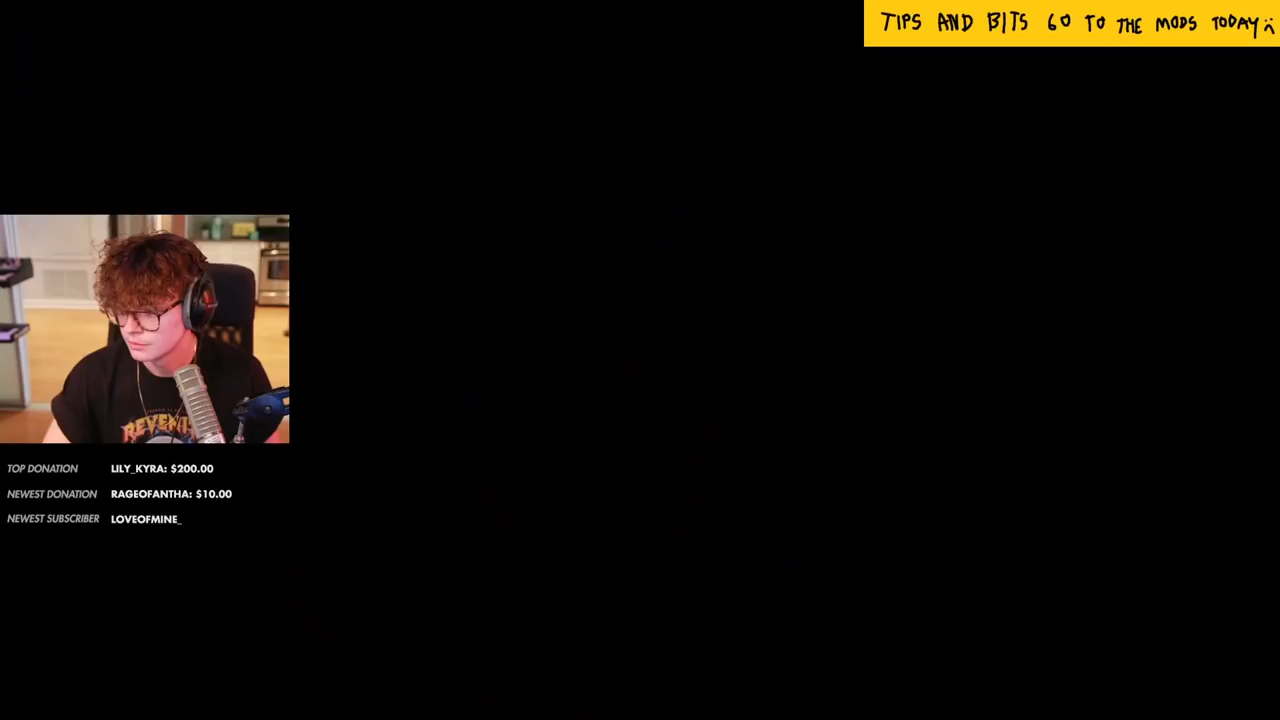 TIPS AND BITS GO TO THE MODS TODAY :(
TOP DONATION LILY_KYRA: $200.00
NEWEST DONATION RAGEOFANTHA: $10.00
NEWEST SUBSCRIBER LOVEOFMINE_